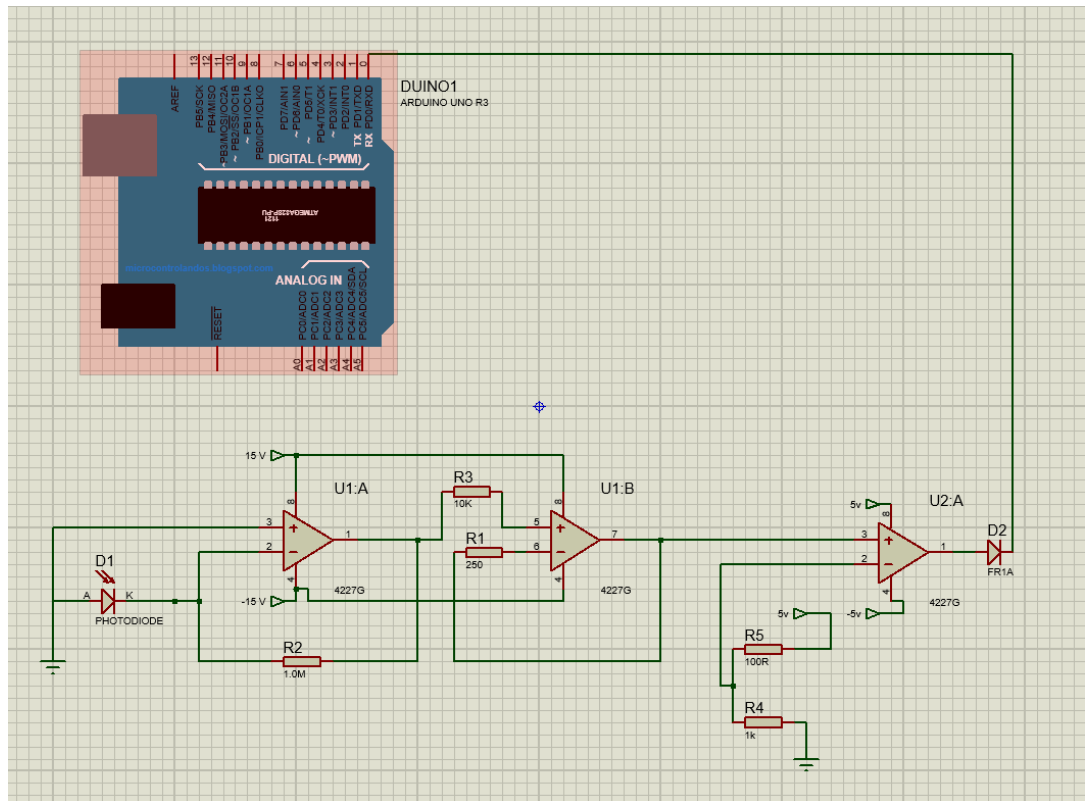 13
12
11
10
9
8
7
6
5
4
3
2
1
0
DUINO1
ARDUINO UNO R3
AREF
PB5/SCK
PB4/MISO
~PB3/MOSI/OC2A
~ PB2/SS/OC1B
~ PB1/OC1A
PB0/ICP1/CLKO
PD7/AIN1
~ PD6/AIN0
~ PD5/T1
PD4/T0/XCK
~ PD3/INT1
PD2/INT0
TX PD1/TXD
RX PD0/RXD
DIGITAL (~PWM)
ATMEGA328P-PU
1121
microcontrolandos.blogspot.com
ANALOG IN
RESET
PC0/ADC0
PC1/ADC1
PC2/ADC2
PC3/ADC3
PC4/ADC4/SDA
PC5/ADC5/SCL
A0
A1
A2
A3
A4
A5
15 V
U1:A
8
3
2
1
4
4227G
-15 V
D1
A
K
PHOTODIODE
R2
1.0M
R3
10K
R1
250
U1:B
8
5
6
7
4
4227G
5v
U2:A
8
3
2
1
4
4227G
D2
FR1A
5v
-5v
R5
100R
R4
1k